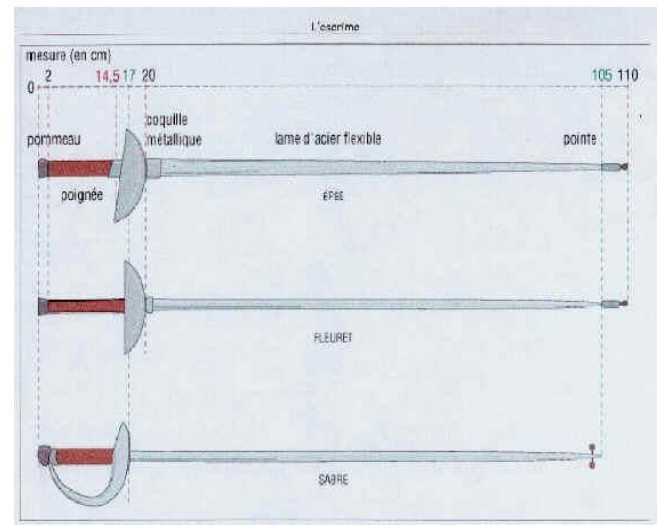 L'escrime
mesure (en cm)
0 2 14,5 17 20 105 110
coquille
pommeau métallique lame d'acier flexible pointe
poignée
ÉPÉE
FLEURET
SABRE